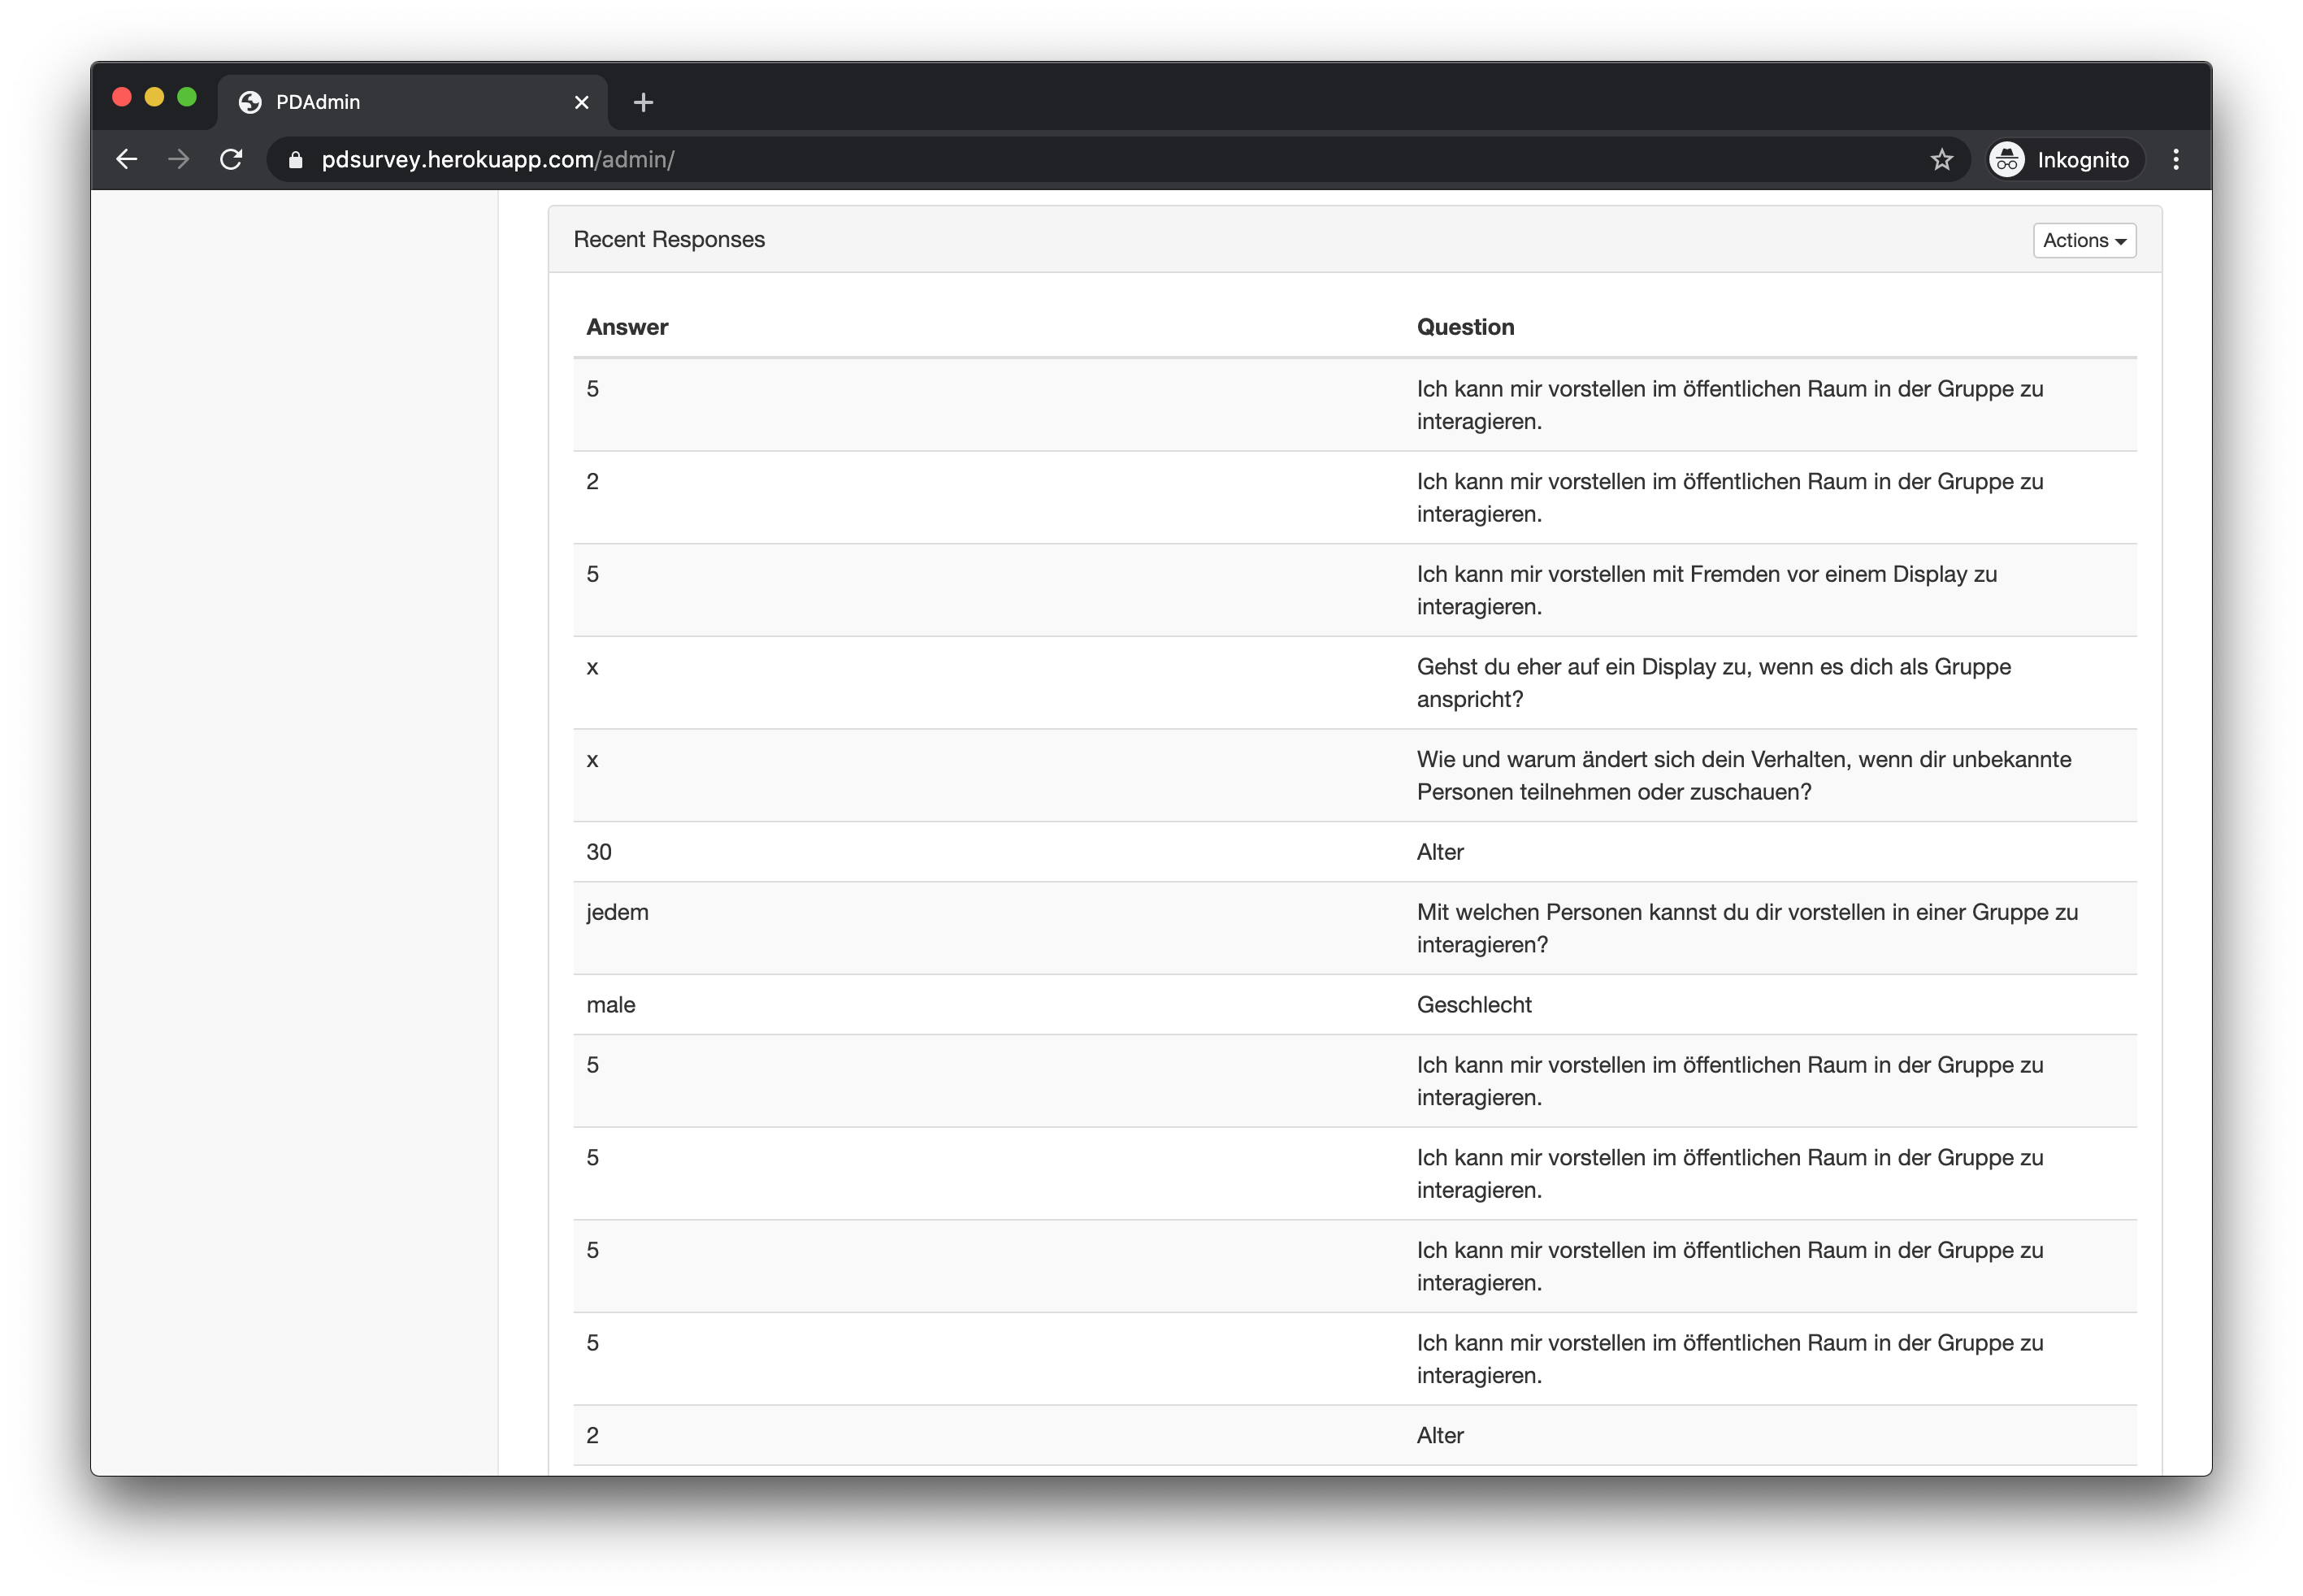 PDAdmin
pdsurvey.herokuapp.com/admin/
Inkognito
Recent Responses
Actions
Answer
Question
5
Ich kann mir vorstellen im öffentlichen Raum in der Gruppe zu
interagieren.
2
Ich kann mir vorstellen im öffentlichen Raum in der Gruppe zu
interagieren.
5
Ich kann mir vorstellen mit Fremden vor einem Display zu
interagieren.
x
Gehst du eher auf ein Display zu, wenn es dich als Gruppe
anspricht?
x
Wie und warum ändert sich dein Verhalten, wenn dir unbekannte
Personen teilnehmen oder zuschauen?
30
Alter
jedem
Mit welchen Personen kannst du dir vorstellen in einer Gruppe zu
interagieren?
male
Geschlecht
5
Ich kann mir vorstellen im öffentlichen Raum in der Gruppe zu
interagieren.
5
Ich kann mir vorstellen im öffentlichen Raum in der Gruppe zu
interagieren.
5
Ich kann mir vorstellen im öffentlichen Raum in der Gruppe zu
interagieren.
5
Ich kann mir vorstellen im öffentlichen Raum in der Gruppe zu
interagieren.
2
Alter